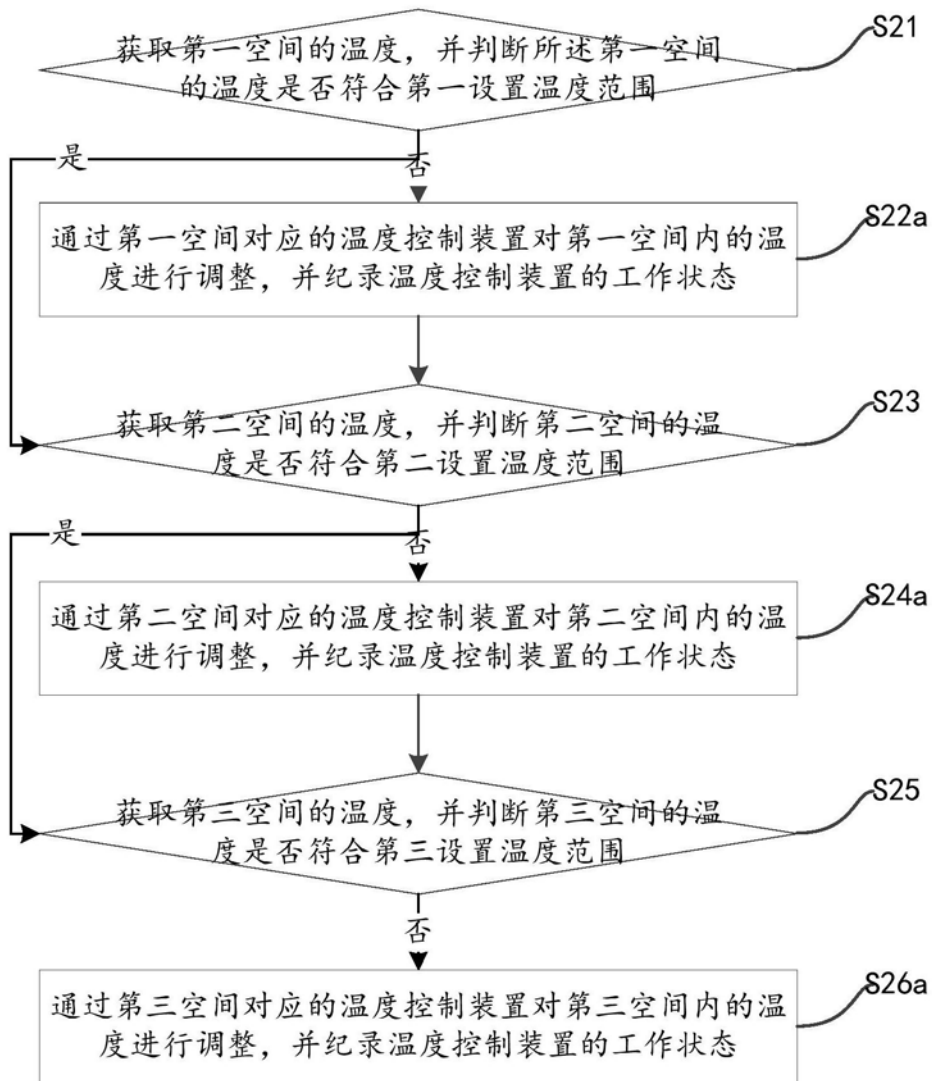 获取第一空间的温度，并判断所述第一空间
的温度是否符合第一设置温度范围
S21
是
否
通过第一空间对应的温度控制装置对第一空间内的温
度进行调整，并纪录温度控制装置的工作状态
S22a
获取第二空间的温度，并判断第二空间的温
度是否符合第二设置温度范围
S23
是
否
通过第二空间对应的温度控制装置对第二空间内的温
度进行调整，并纪录温度控制装置的工作状态
S24a
获取第三空间的温度，并判断第三空间的温
度是否符合第三设置温度范围
S25
否
通过第三空间对应的温度控制装置对第三空间内的温
度进行调整，并纪录温度控制装置的工作状态
S26a